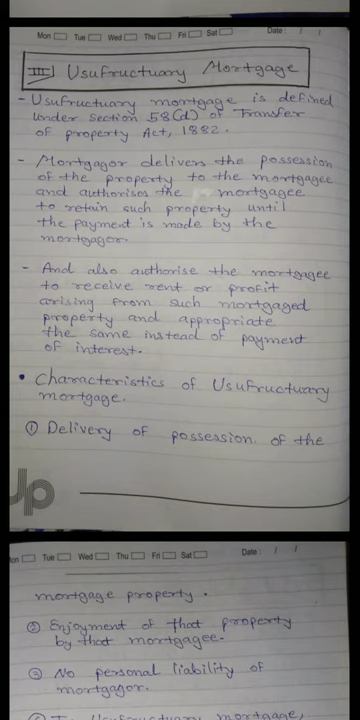 Mon Tue Wed Thu Fri Sat Date: / /
III] Usufructuary Mortgage
- Usufructuary mortgage is defined
under section 58(d) of Transfer
of property Act, 1882.
- Mortgagor delivers the possession
of the property to the mortgagee
and authorises the mortgagee
to retain such property until
the payment is made by the
mortgagor.
- And also authorise the mortgagee
to receive rent or profit
arising from such mortgaged
property and appropriate
the same instead of payment
of interest.
• Characteristics of Usufructuary
mortgage.
① Delivery of possession of the
Mon Tue Wed Thu Fri Sat Date: / /
mortgage property.
② Enjoyment of that property
by that mortgagee.
③ No personal liability of
mortgagor.
Usufructuary mortgage,